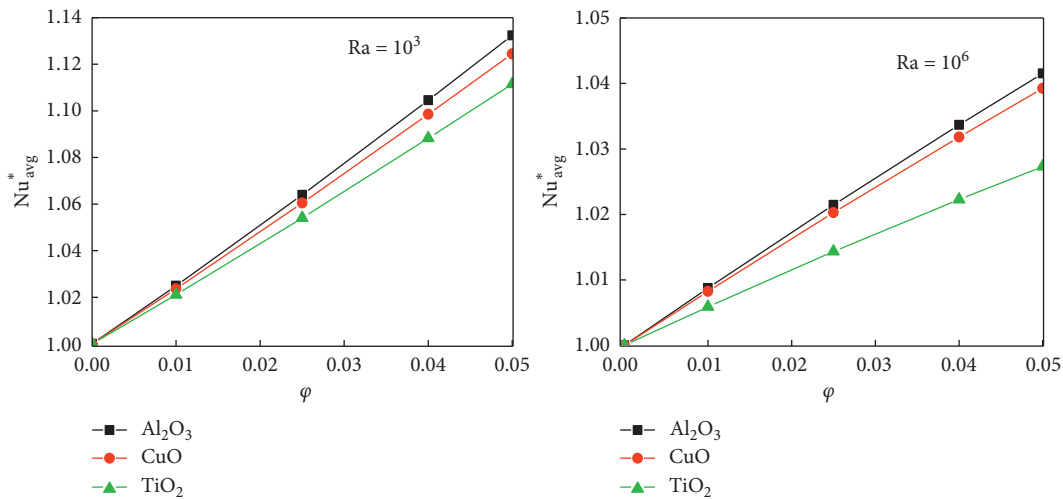 1.14
1.12
1.10
1.08
1.06
1.04
1.02
1.00
Nu*avg
Ra = 10³
0.00 0.01 0.02 0.03 0.04 0.05
φ
Al₂O₃
CuO
TiO₂
1.05
1.04
1.03
1.02
1.01
1.00
Nu*avg
Ra = 10⁶
0.00 0.01 0.02 0.03 0.04 0.05
φ
Al₂O₃
CuO
TiO₂